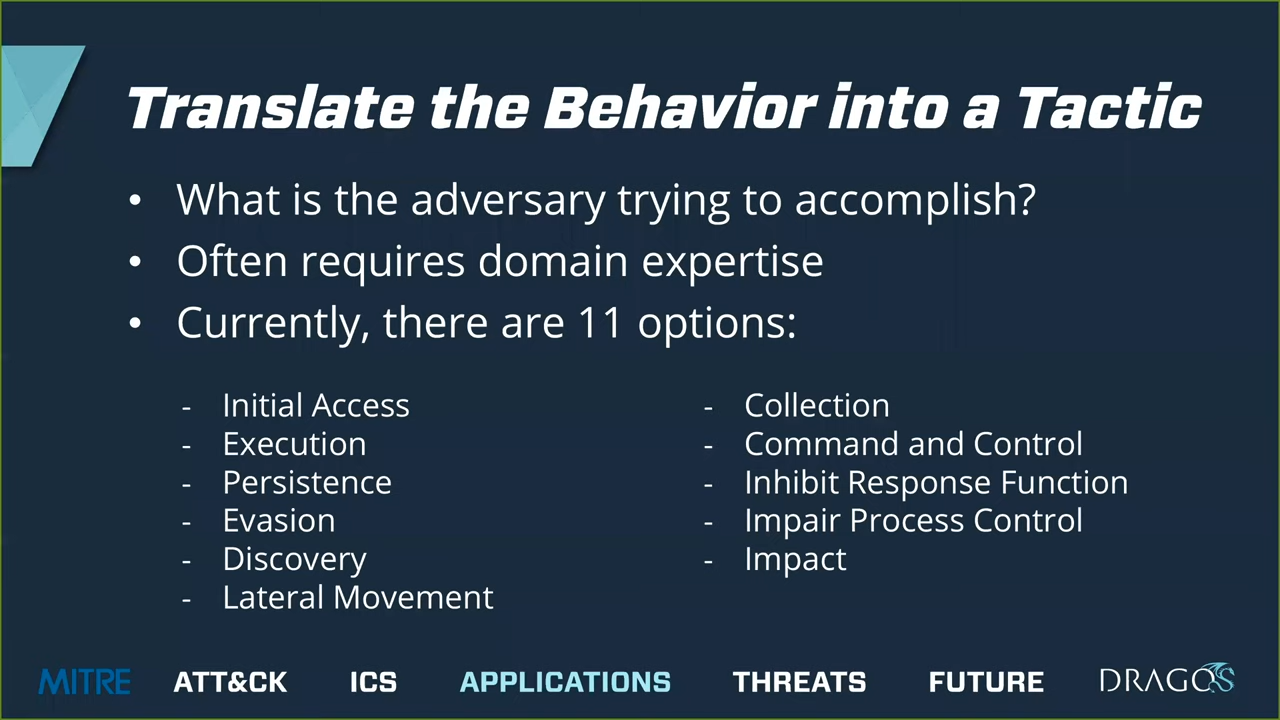 Translate the Behavior into a Tactic
• What is the adversary trying to accomplish?
• Often requires domain expertise
• Currently, there are 11 options:
- Initial Access
- Execution
- Persistence
- Evasion
- Discovery
- Lateral Movement
- Collection
- Command and Control
- Inhibit Response Function
- Impair Process Control
- Impact
MITRE ATT&CK ICS APPLICATIONS THREATS FUTURE DRAGOS